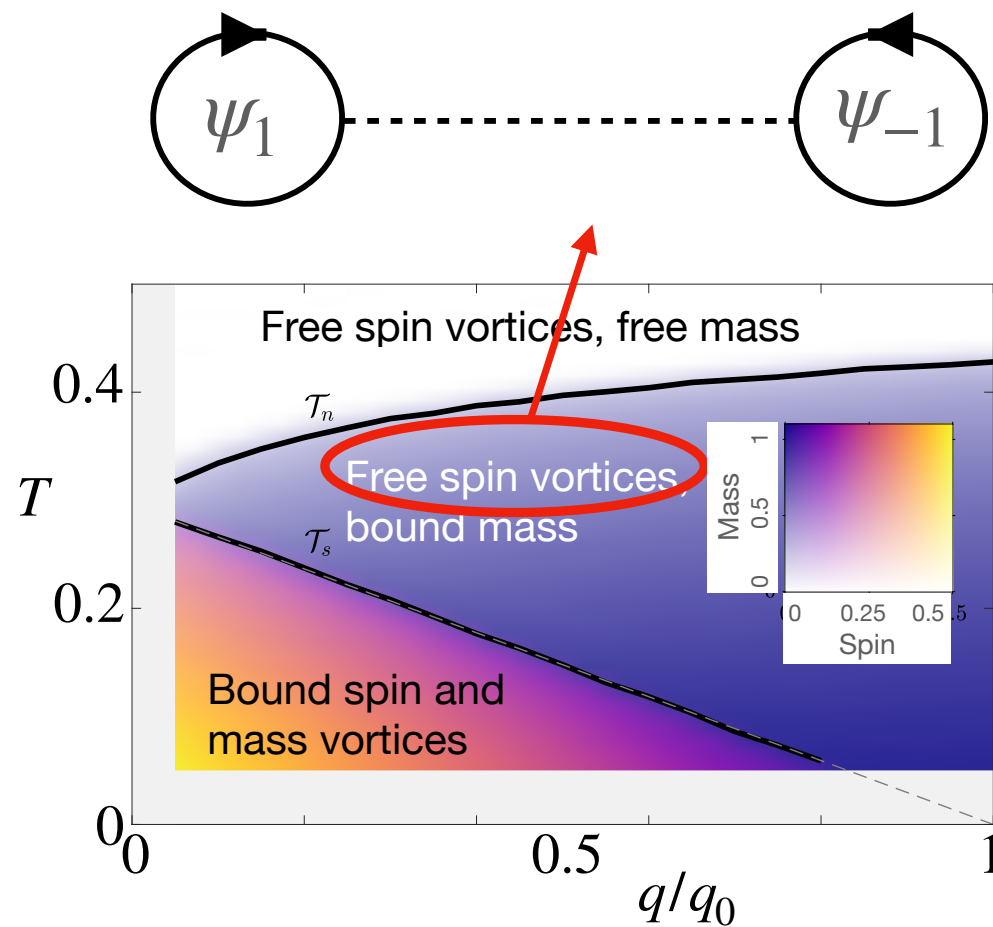 ψ₁
ψ₋₁
Free spin vortices, free mass
0.4
𝒯ₙ
Free spin vortices,
bound mass
T
𝒯ₛ
0.2
Bound spin and
mass vortices
0
0
0.5
1
q/q₀
Mass
1
0.5
0
0 0.25 0.5
Spin